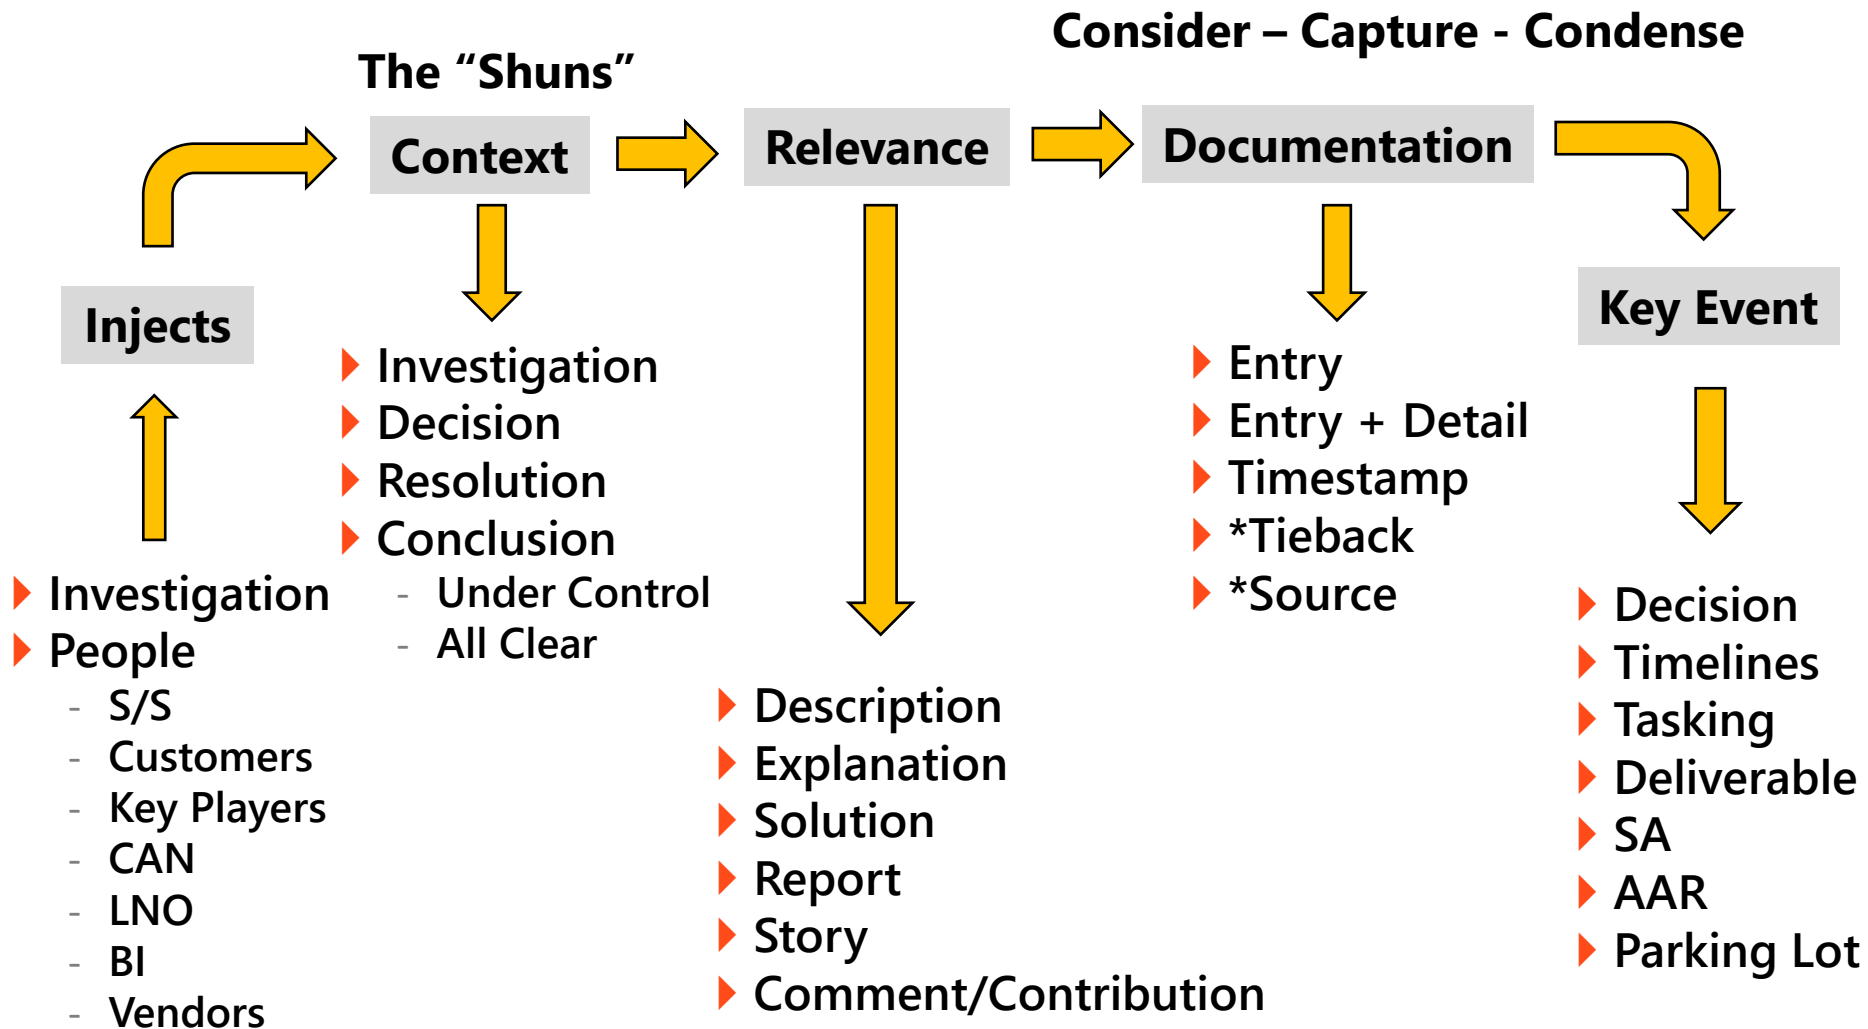 Consider – Capture - Condense
The “Shuns”
Injects
Investigation
People
- S/S
- Customers
- Key Players
- CAN
- LNO
- BI
- Vendors
Context
Investigation
Decision
Resolution
Conclusion
- Under Control
- All Clear
Relevance
Description
Explanation
Solution
Report
Story
Comment/Contribution
Documentation
Entry
Entry + Detail
Timestamp
*Tieback
*Source
Key Event
Decision
Timelines
Tasking
Deliverable
SA
AAR
Parking Lot